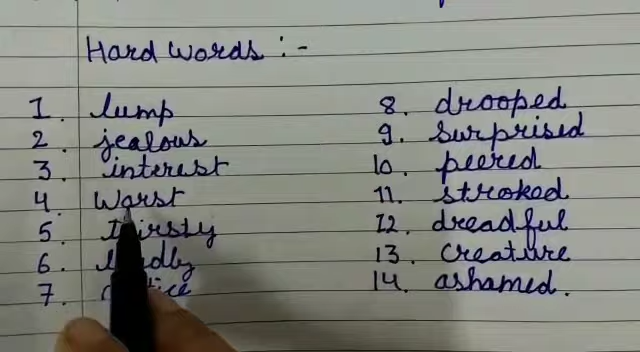 Hard words :-
1. lump
2. jealous
3. interest
4. Worst
5. thirsty
6.
7.
8. drooped
9. surprised
10. peered
11. stroked
12. dreadful
13. creature
14. ashamed.